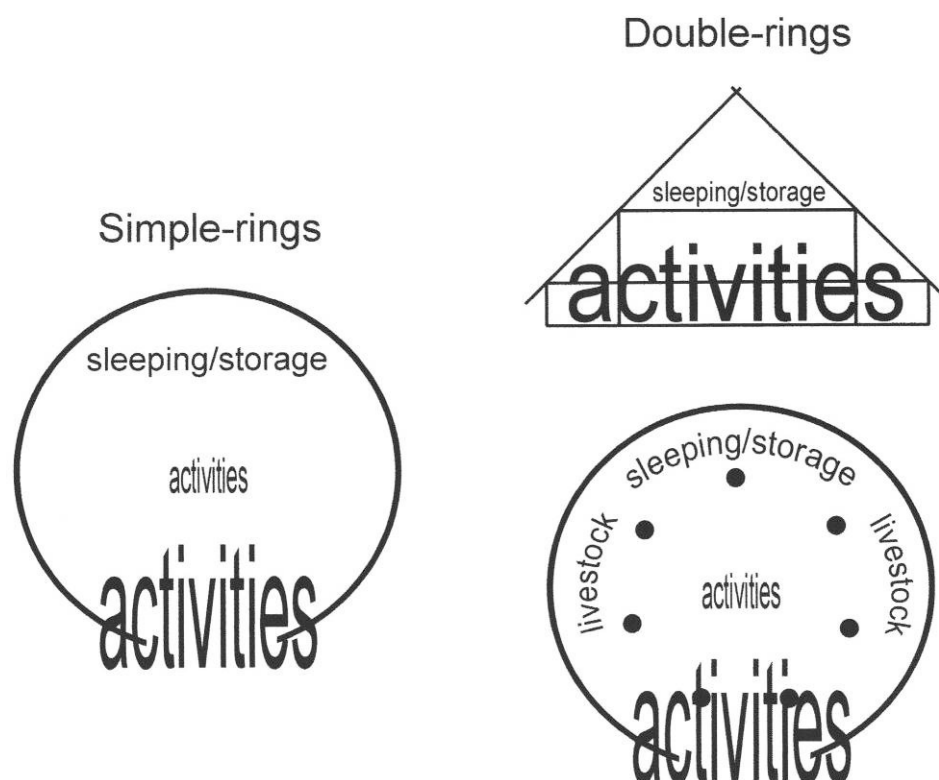 Simple-rings
sleeping/storage
activities
activities
Double-rings
sleeping/storage
activities
sleeping/storage
livestock
livestock
activities
activities